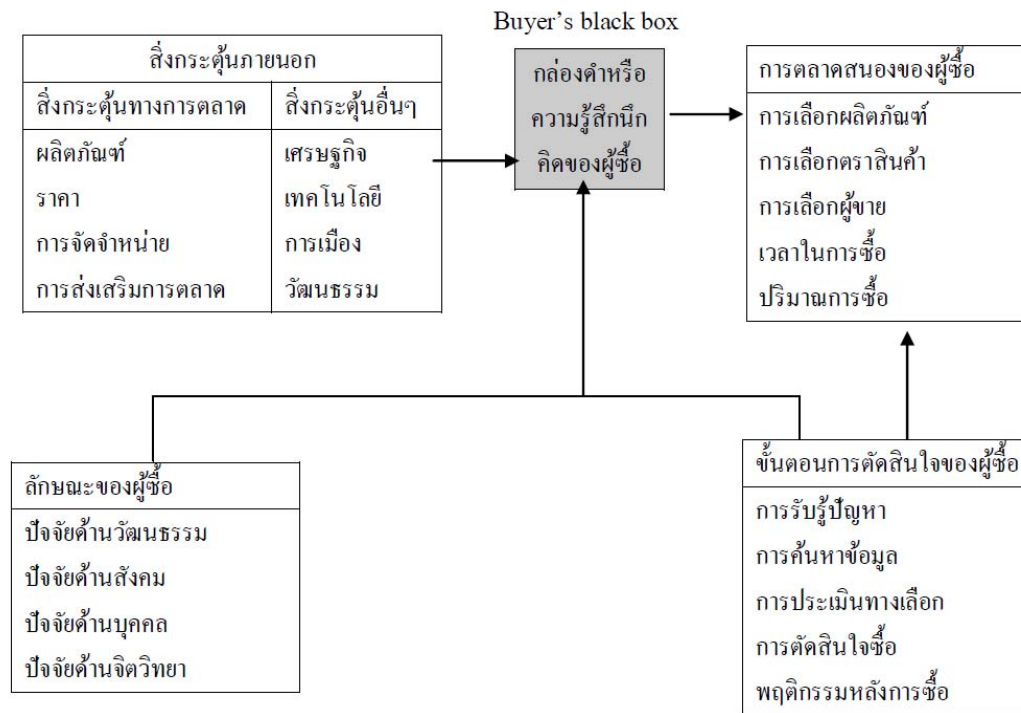 Buyer's black box
สิ่งกระตุ้นภายนอก
สิ่งกระตุ้นทางการตลาด
ผลิตภัณฑ์
ราคา
การจัดจำหน่าย
การส่งเสริมการตลาด
สิ่งกระตุ้นอื่นๆ
เศรษฐกิจ
เทคโนโลยี
การเมือง
วัฒนธรรม
กล่องดำหรือ
ความรู้สึกนึก
คิดของผู้ซื้อ
การตลาดสนองของผู้ซื้อ
การเลือกผลิตภัณฑ์
การเลือกตราสินค้า
การเลือกผู้ขาย
เวลาในการซื้อ
ปริมาณการซื้อ
ลักษณะของผู้ซื้อ
ปัจจัยด้านวัฒนธรรม
ปัจจัยด้านสังคม
ปัจจัยด้านบุคคล
ปัจจัยด้านจิตวิทยา
ขั้นตอนการตัดสินใจของผู้ซื้อ
การรับรู้ปัญหา
การค้นหาข้อมูล
การประเมินทางเลือก
การตัดสินใจซื้อ
พฤติกรรมหลังการซื้อ